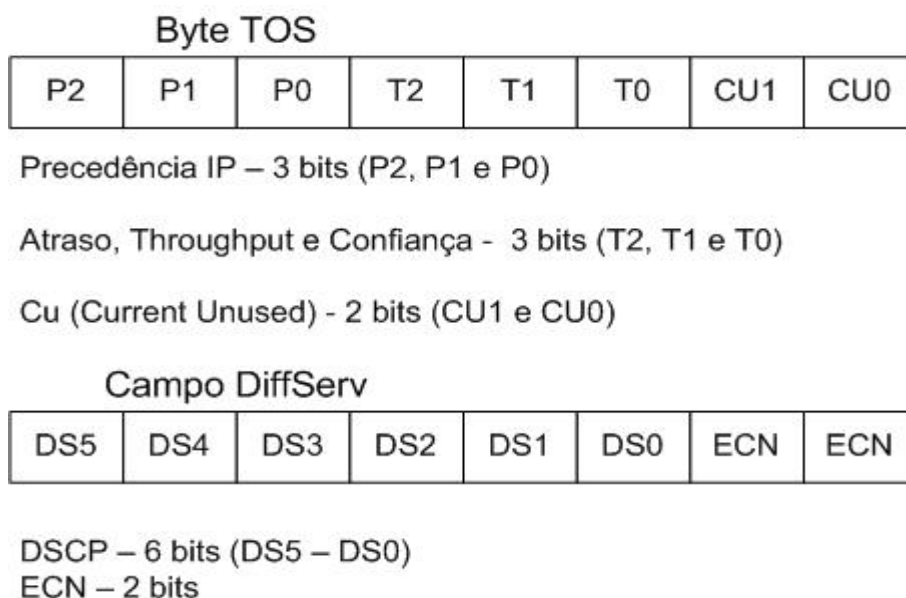 Byte TOS
P2 P1 P0 T2 T1 T0 CU1 CU0
Precedência IP – 3 bits (P2, P1 e P0)
Atraso, Throughput e Confiança - 3 bits (T2, T1 e T0)
Cu (Current Unused) - 2 bits (CU1 e CU0)
Campo DiffServ
DS5 DS4 DS3 DS2 DS1 DS0 ECN ECN
DSCP – 6 bits (DS5 – DS0)
ECN – 2 bits